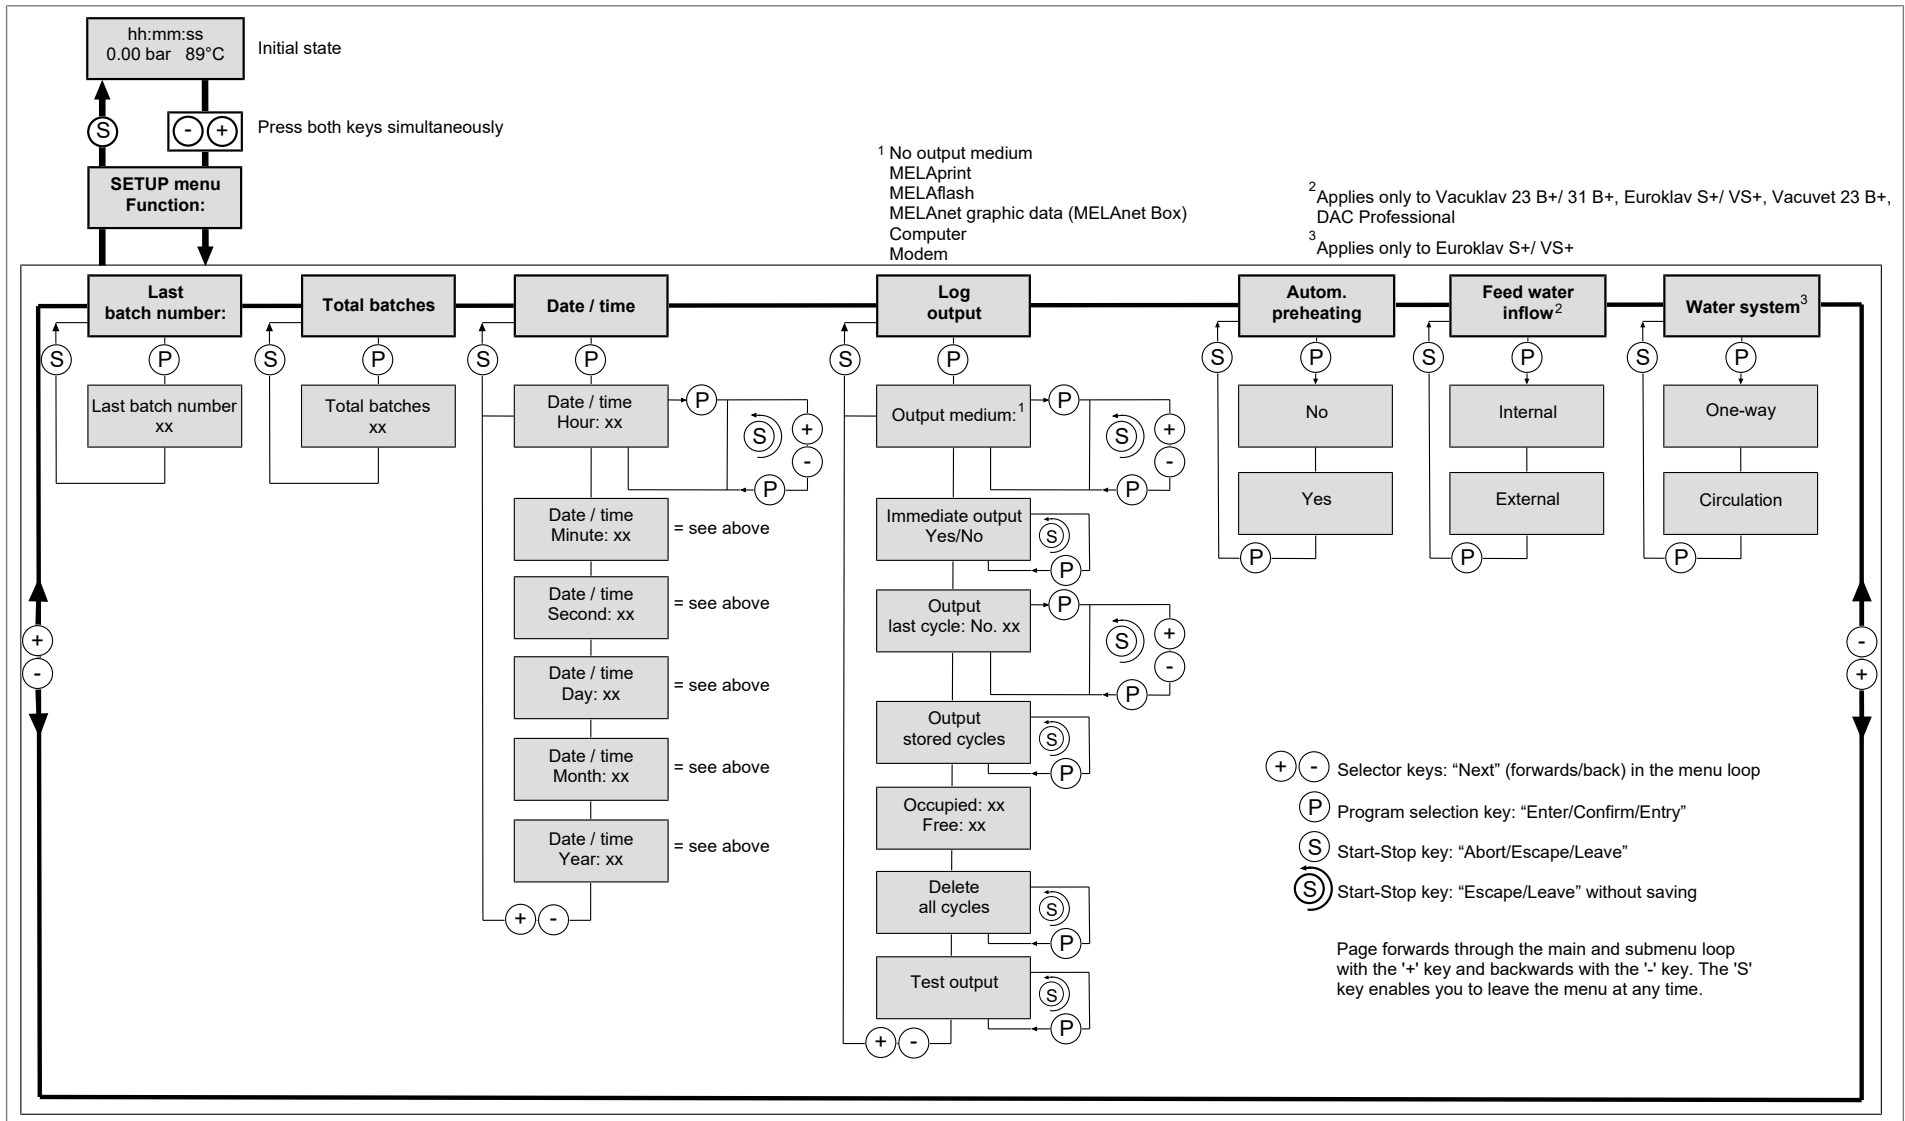 hh:mm:ss
0.00 bar 89°C
Initial state
S
- +
Press both keys simultaneously
SETUP menu
Function:
1 No output medium
MELAprint
MELAflash
MELAnet graphic data (MELAnet Box)
Computer
Modem
2 Applies only to Vacuklav 23 B+/ 31 B+, Euroklav S+/ VS+, Vacuvet 23 B+,
DAC Professional
3 Applies only to Euroklav S+/ VS+
Last
batch number:
S
P
Last batch number
xx
Total batches
S
P
Total batches
xx
Date / time
S
P
Date / time
Hour: xx
P
S
+
-
P
Date / time
Minute: xx
= see above
Date / time
Second: xx
= see above
Date / time
Day: xx
= see above
Date / time
Month: xx
= see above
Date / time
Year: xx
= see above
+ -
Log
output
S
P
Output medium:1
P
S
+
-
P
Immediate output
Yes/No
S
P
Output
last cycle: No. xx
P
S
+
-
P
Output
stored cycles
S
P
Occupied: xx
Free: xx
Delete
all cycles
S
P
Test output
S
P
+ -
Autom.
preheating
S
P
No
Yes
P
Feed water
inflow2
S
P
Internal
External
P
Water system3
S
P
One-way
Circulation
P
+
-
-
+
+ - Selector keys: “Next” (forwards/back) in the menu loop
P Program selection key: “Enter/Confirm/Entry”
S Start-Stop key: “Abort/Escape/Leave”
S Start-Stop key: “Escape/Leave” without saving
Page forwards through the main and submenu loop
with the '+' key and backwards with the '-' key. The 'S'
key enables you to leave the menu at any time.